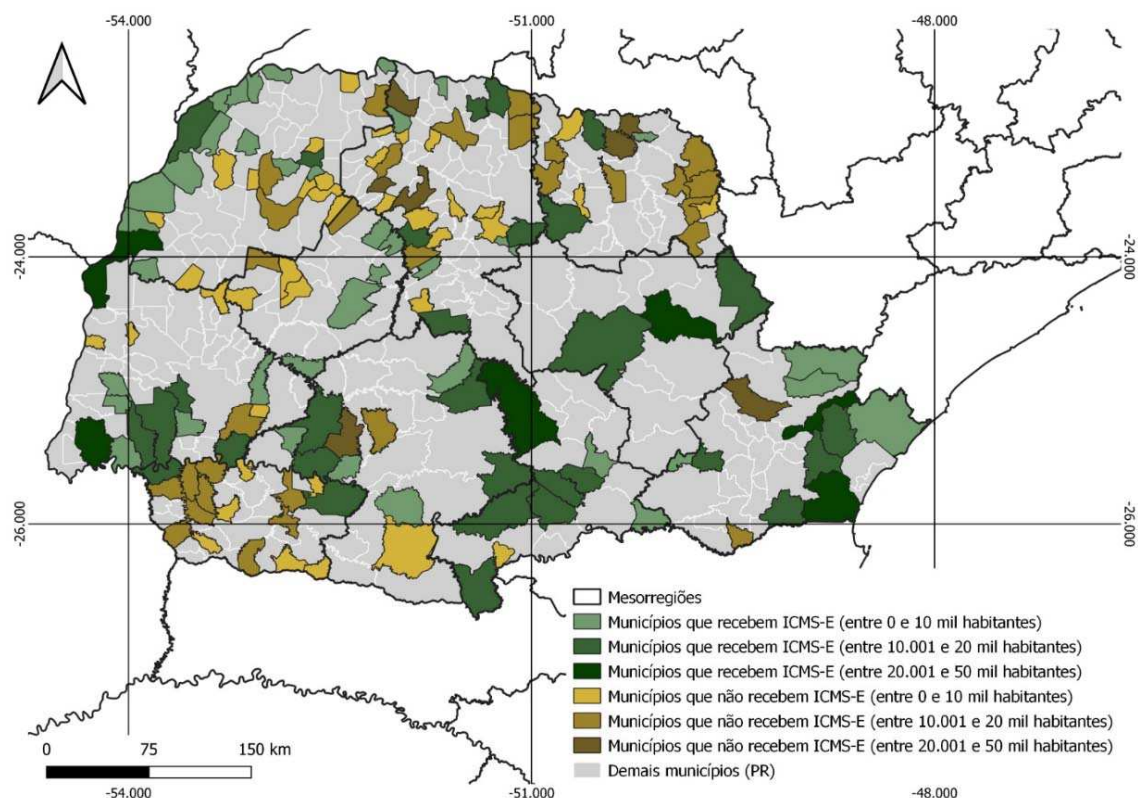 -54.000
-51.000
-48.000
-24.000
-24.000
-26.000
-26.000
Mesorregiões
Municípios que recebem ICMS-E (entre 0 e 10 mil habitantes)
Municípios que recebem ICMS-E (entre 10.001 e 20 mil habitantes)
Municípios que recebem ICMS-E (entre 20.001 e 50 mil habitantes)
Municípios que não recebem ICMS-E (entre 0 e 10 mil habitantes)
Municípios que não recebem ICMS-E (entre 10.001 e 20 mil habitantes)
Municípios que não recebem ICMS-E (entre 20.001 e 50 mil habitantes)
Demais municípios (PR)
0 75 150 km
-54.000
-51.000
-48.000